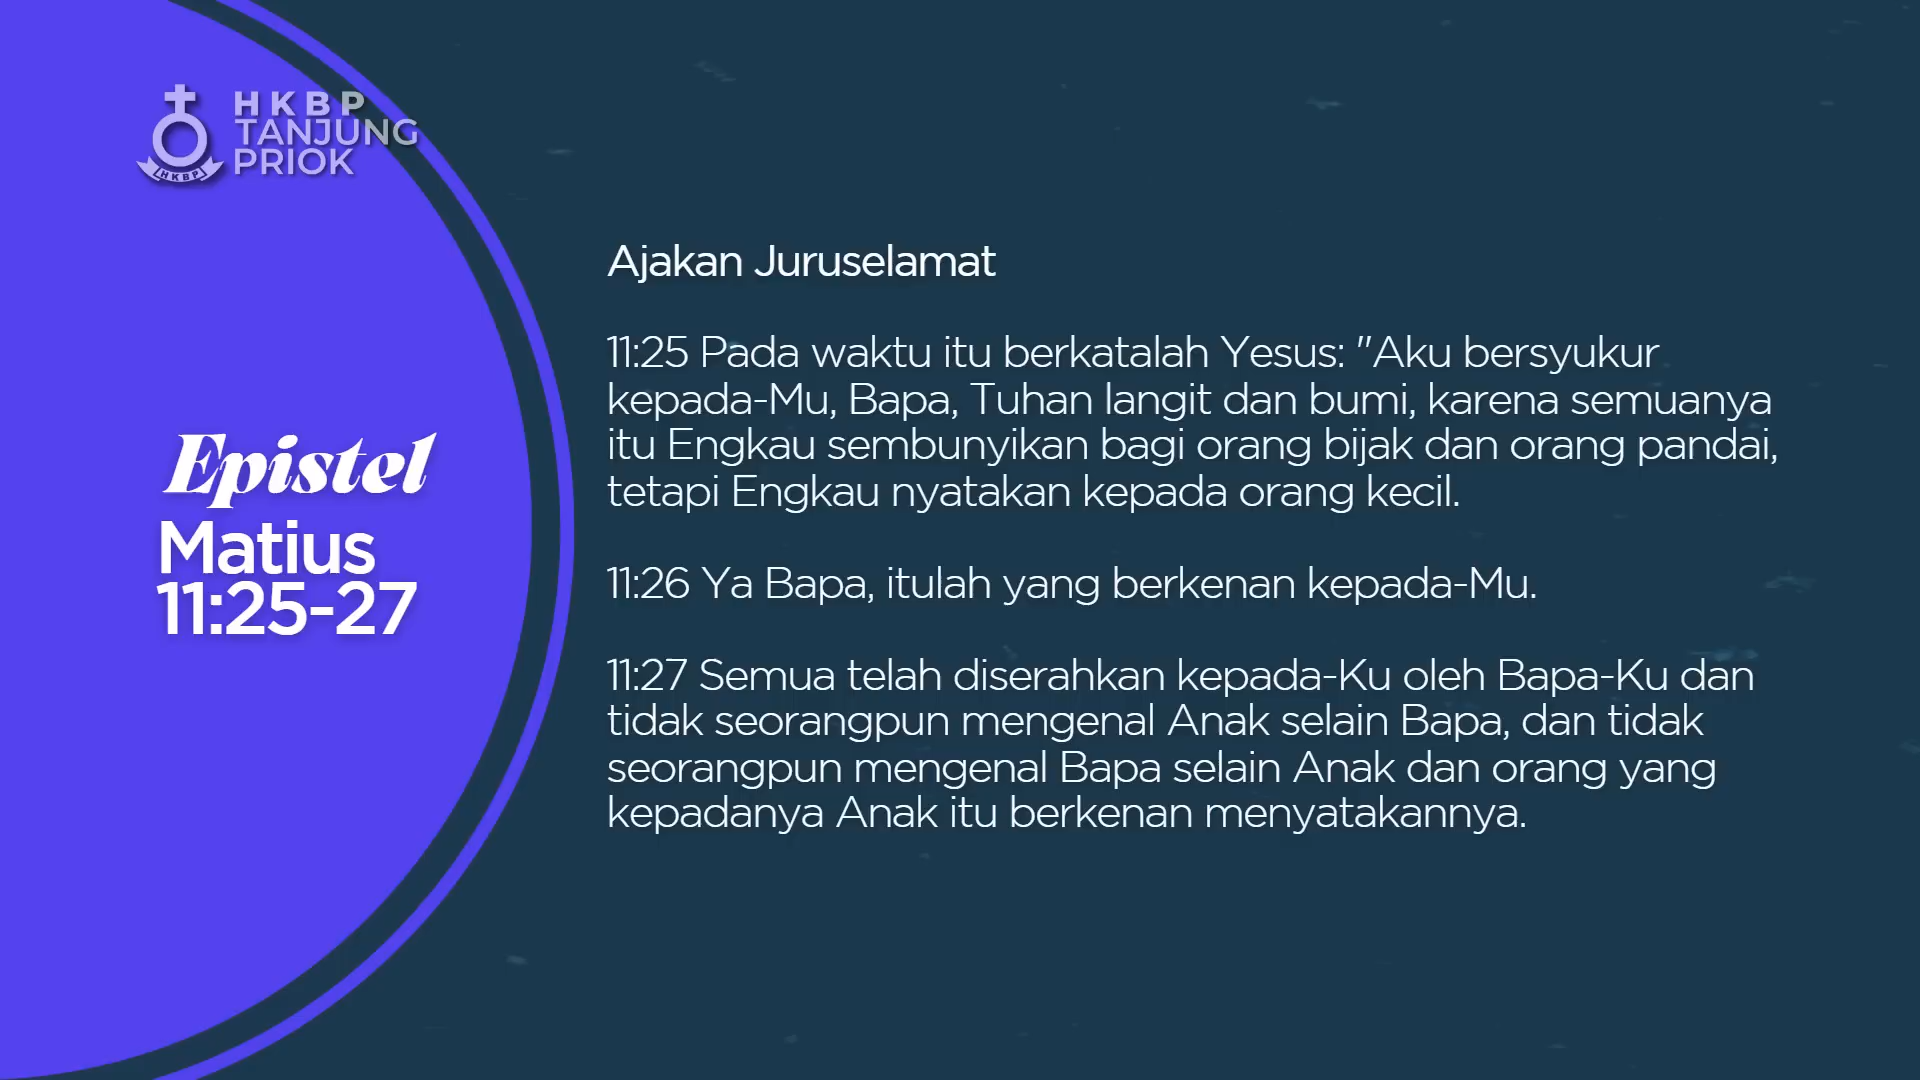 HKBP
TANJUNG
PRIOK
HKBP
Epistel
Matius
11:25-27
Ajakan Juruselamat
11:25 Pada waktu itu berkatalah Yesus: "Aku bersyukur
kepada-Mu, Bapa, Tuhan langit dan bumi, karena semuanya
itu Engkau sembunyikan bagi orang bijak dan orang pandai,
tetapi Engkau nyatakan kepada orang kecil.
11:26 Ya Bapa, itulah yang berkenan kepada-Mu.
11:27 Semua telah diserahkan kepada-Ku oleh Bapa-Ku dan
tidak seorangpun mengenal Anak selain Bapa, dan tidak
seorangpun mengenal Bapa selain Anak dan orang yang
kepadanya Anak itu berkenan menyatakannya.